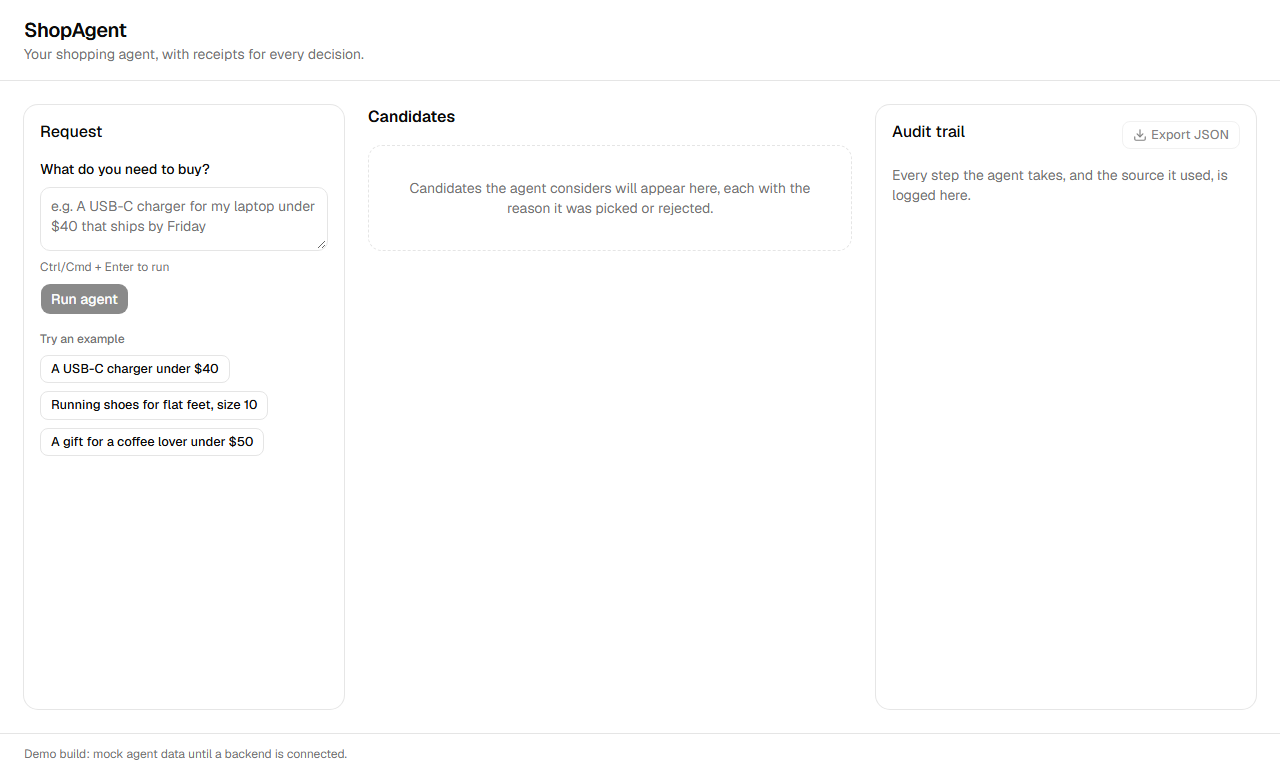 ShopAgent
Your shopping agent, with receipts for every decision.
Request
What do you need to buy?
e.g. A USB-C charger for my laptop under
$40 that ships by Friday
Ctrl/Cmd + Enter to run
Run agent
Try an example
A USB-C charger under $40
Running shoes for flat feet, size 10
A gift for a coffee lover under $50
Candidates
Candidates the agent considers will appear here, each with the
reason it was picked or rejected.
Audit trail
Export JSON
Every step the agent takes, and the source it used, is
logged here.
Demo build: mock agent data until a backend is connected.